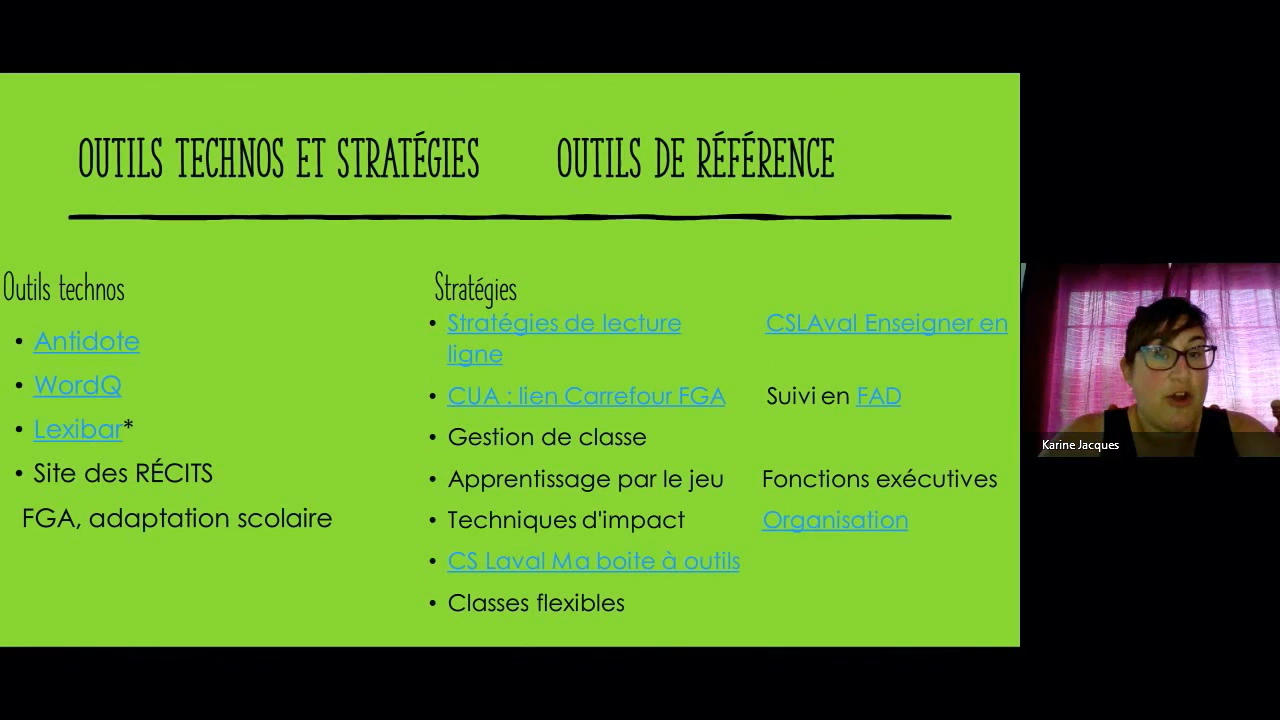 OUTILS TECHNOS ET STRATÉGIES OUTILS DE RÉFÉRENCE
Outils technos
• Antidote
• WordQ
• Lexibar*
• Site des RÉCITS
FGA, adaptation scolaire
Stratégies
• Stratégies de lecture
ligne
• CUA : lien Carrefour FGA
• Gestion de classe
• Apprentissage par le jeu
• Techniques d'impact
• CS Laval Ma boite à outils
• Classes flexibles
CSLAval Enseigner en
Suivi en FAD
Fonctions exécutives
Organisation
Karine Jacques